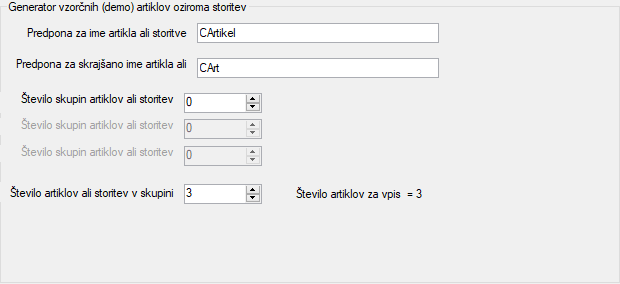 Generator vzorčnih (demo) artiklov oziroma storitev
Predpona za ime artikla ali storitve CArtikel
Predpona za skrajšano ime artikla ali CArt
Število skupin artiklov ali storitev 0
Število skupin artiklov ali storitev 0
Število skupin artiklov ali storitev 0
Število artiklov ali storitev v skupini 3 Število artiklov za vpis = 3